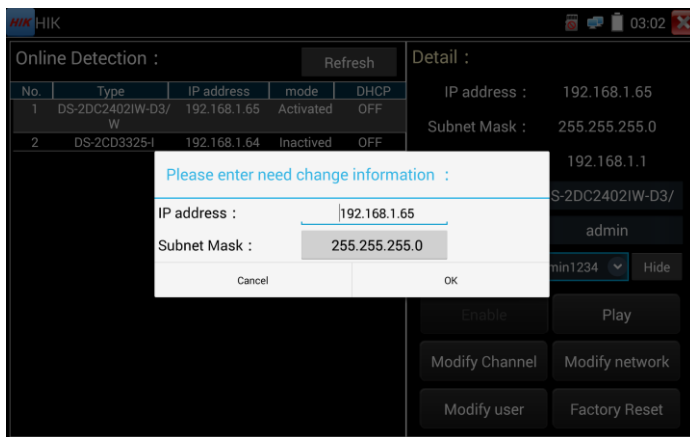 HIK HIK 03:02
Online Detection : Refresh
No. Type IP address mode DHCP
1 DS-2DC2402IW-D3/ 192.168.1.65 Activated OFF
W
2 DS-2CD3325-I 192.168.1.64 Inactived OFF
Detail :
IP address : 192.168.1.65
Subnet Mask : 255.255.255.0
192.168.1.1
S-2DC2402IW-D3/
admin
min1234 Hide
Enable Play
Modify Channel Modify network
Modify user Factory Reset
Please enter need change information :
IP address : 192.168.1.65
Subnet Mask : 255.255.255.0
Cancel OK